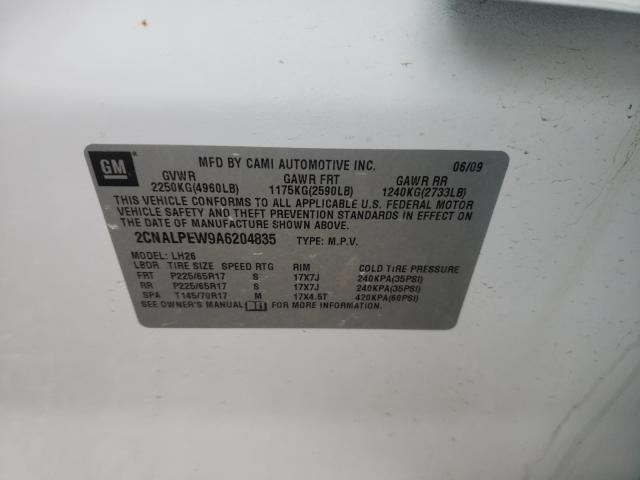 GM
MFD BY CAMI AUTOMOTIVE INC. 06/09
GVWR GAWR FRT GAWR RR
2250KG(4960LB) 1175KG(2590LB) 1240KG(2733LB)
THIS VEHICLE CONFORMS TO ALL APPLICABLE U.S. FEDERAL MOTOR
VEHICLE SAFETY AND THEFT PREVENTION STANDARDS IN EFFECT ON
THE DATE OF MANUFACTURE SHOWN ABOVE.
2CNALPEW9A6204835 TYPE: M.P.V.
MODEL: LH26
LBDR TIRE SIZE SPEED RTG RIM COLD TIRE PRESSURE
FRT P225/65R17 S 17X7J 240KPA(35PSI)
RR P225/65R17 S 17X7J 240KPA(35PSI)
SPA T145/70R17 M 17X4.5T 420KPA(60PSI)
SEE OWNER'S MANUAL FOR MORE INFORMATION.